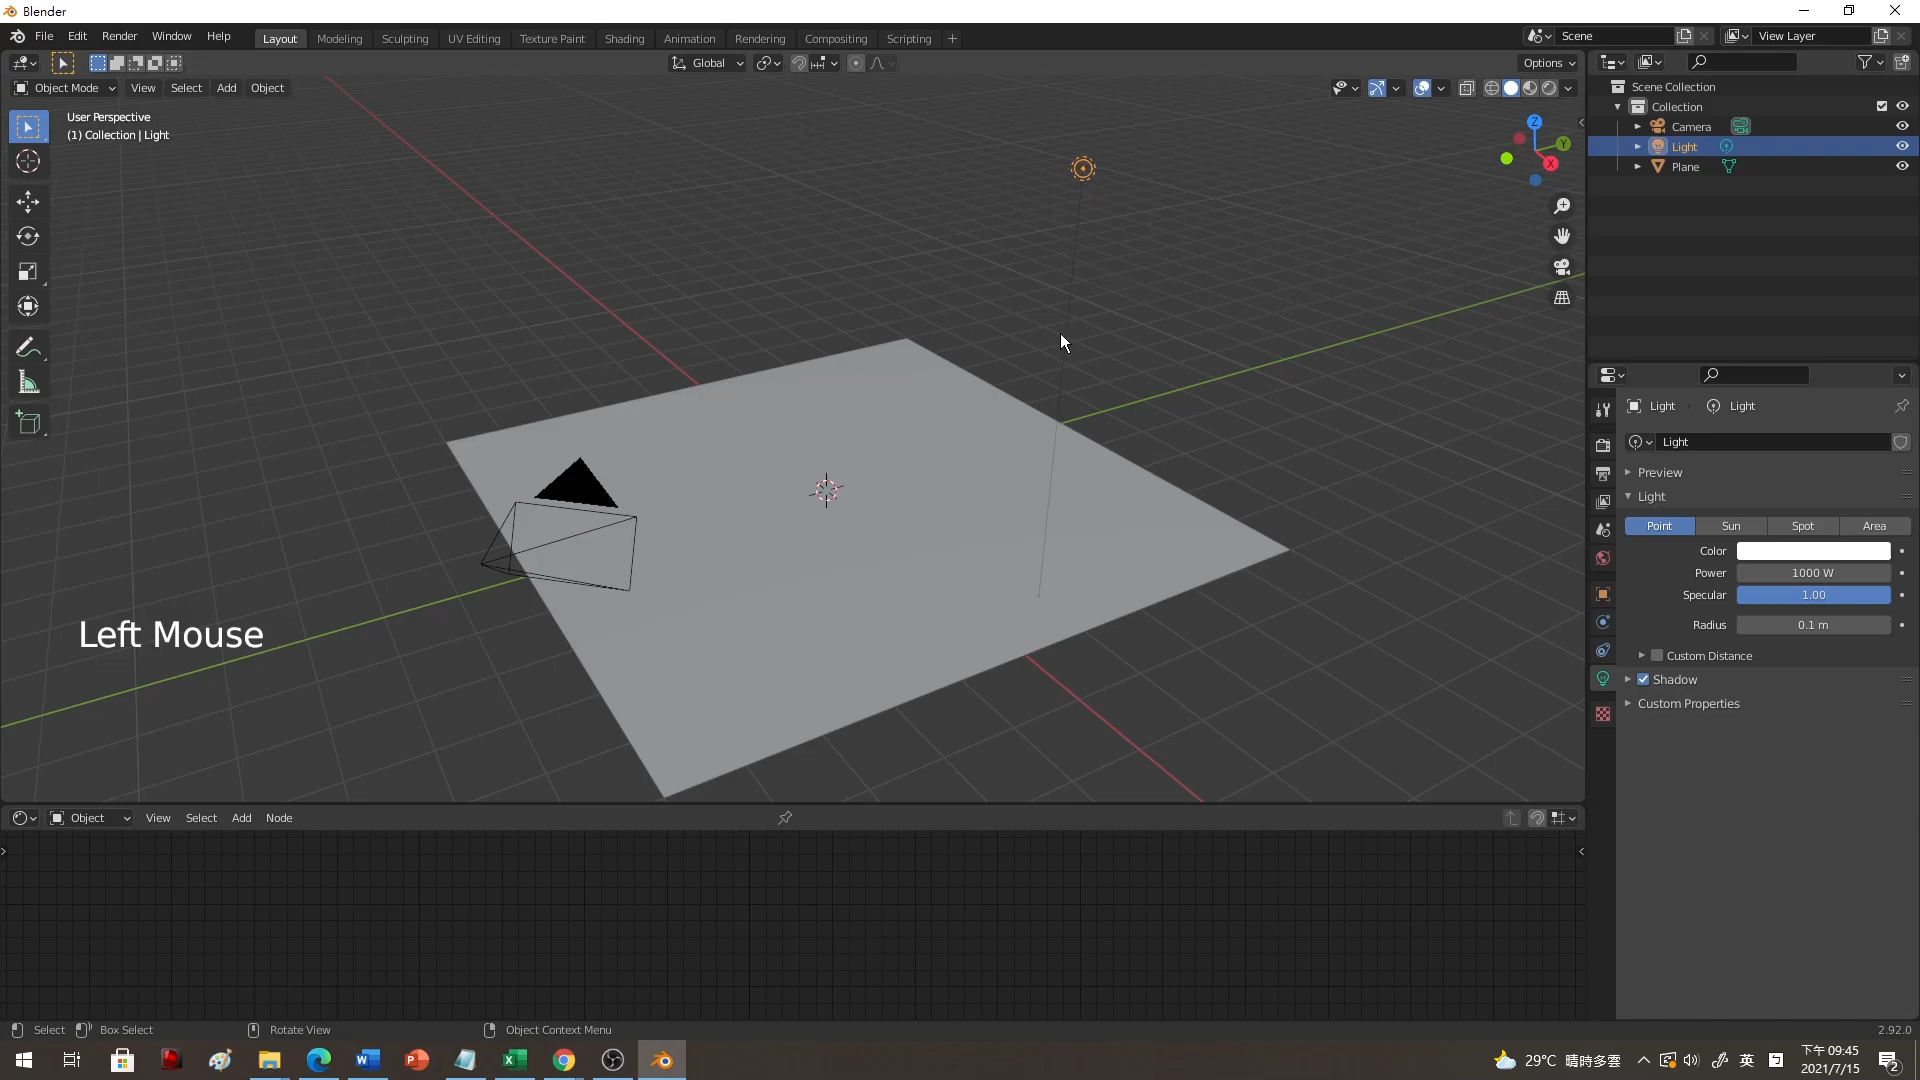 Blender
File Edit Render Window Help
Layout Modeling Sculpting UV Editing Texture Paint Shading Animation Rendering Compositing Scripting +
Scene
View Layer
Global
Options
Object Mode View Select Add Object
User Perspective
(1) Collection | Light
Z
Y
X
Scene Collection
Collection
Camera
Light
Plane
Light Light
Light
Preview
Light
Point Sun Spot Area
Color
Power 1000 W
Specular 1.00
Radius 0.1 m
Custom Distance
Shadow
Custom Properties
Left Mouse
Object View Select Add Node
Select Box Select Rotate View Object Context Menu
2.92.0
29°C 晴時多雲
英
下午 09:45
2021/7/15
2